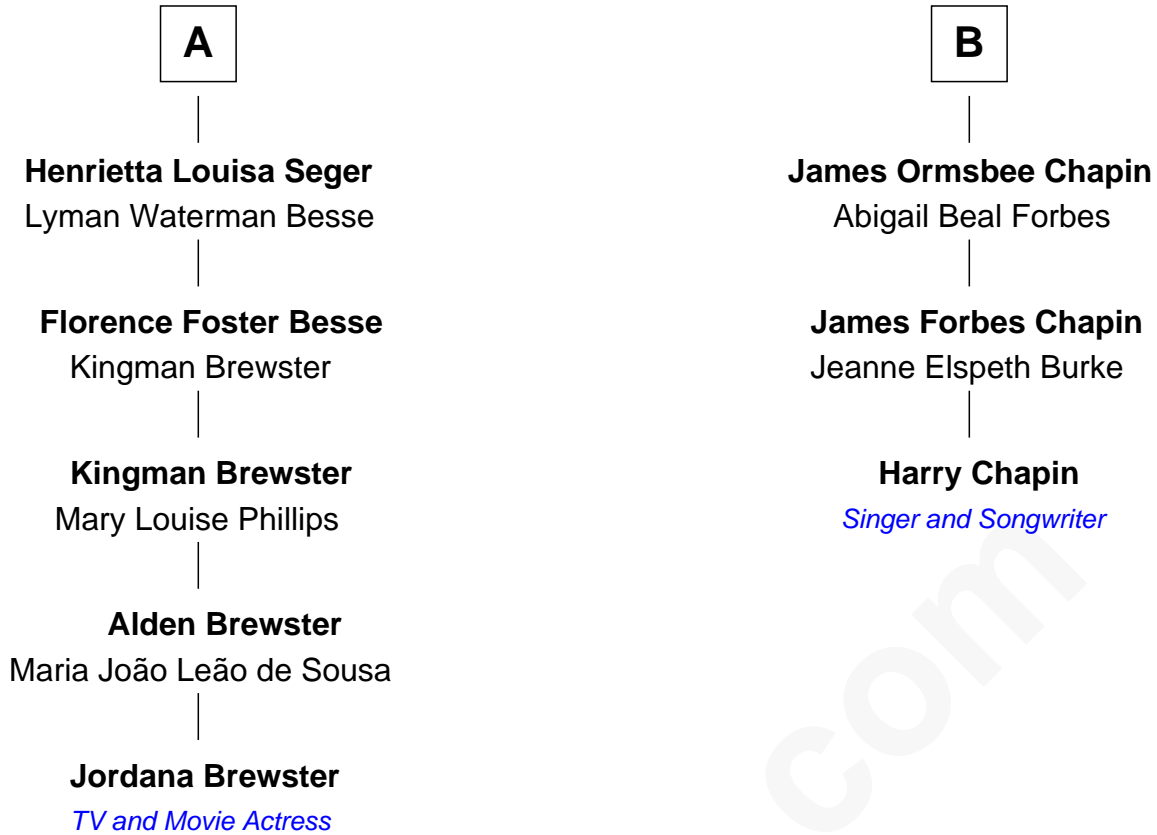 A
Henrietta Louisa Seger
Lyman Waterman Besse
Florence Foster Besse
Kingman Brewster
Kingman Brewster
Mary Louise Phillips
Alden Brewster
Maria João Leão de Sousa
Jordana Brewster
TV and Movie Actress
B
James Ormsbee Chapin
Abigail Beal Forbes
James Forbes Chapin
Jeanne Elspeth Burke
Harry Chapin
Singer and Songwriter
com